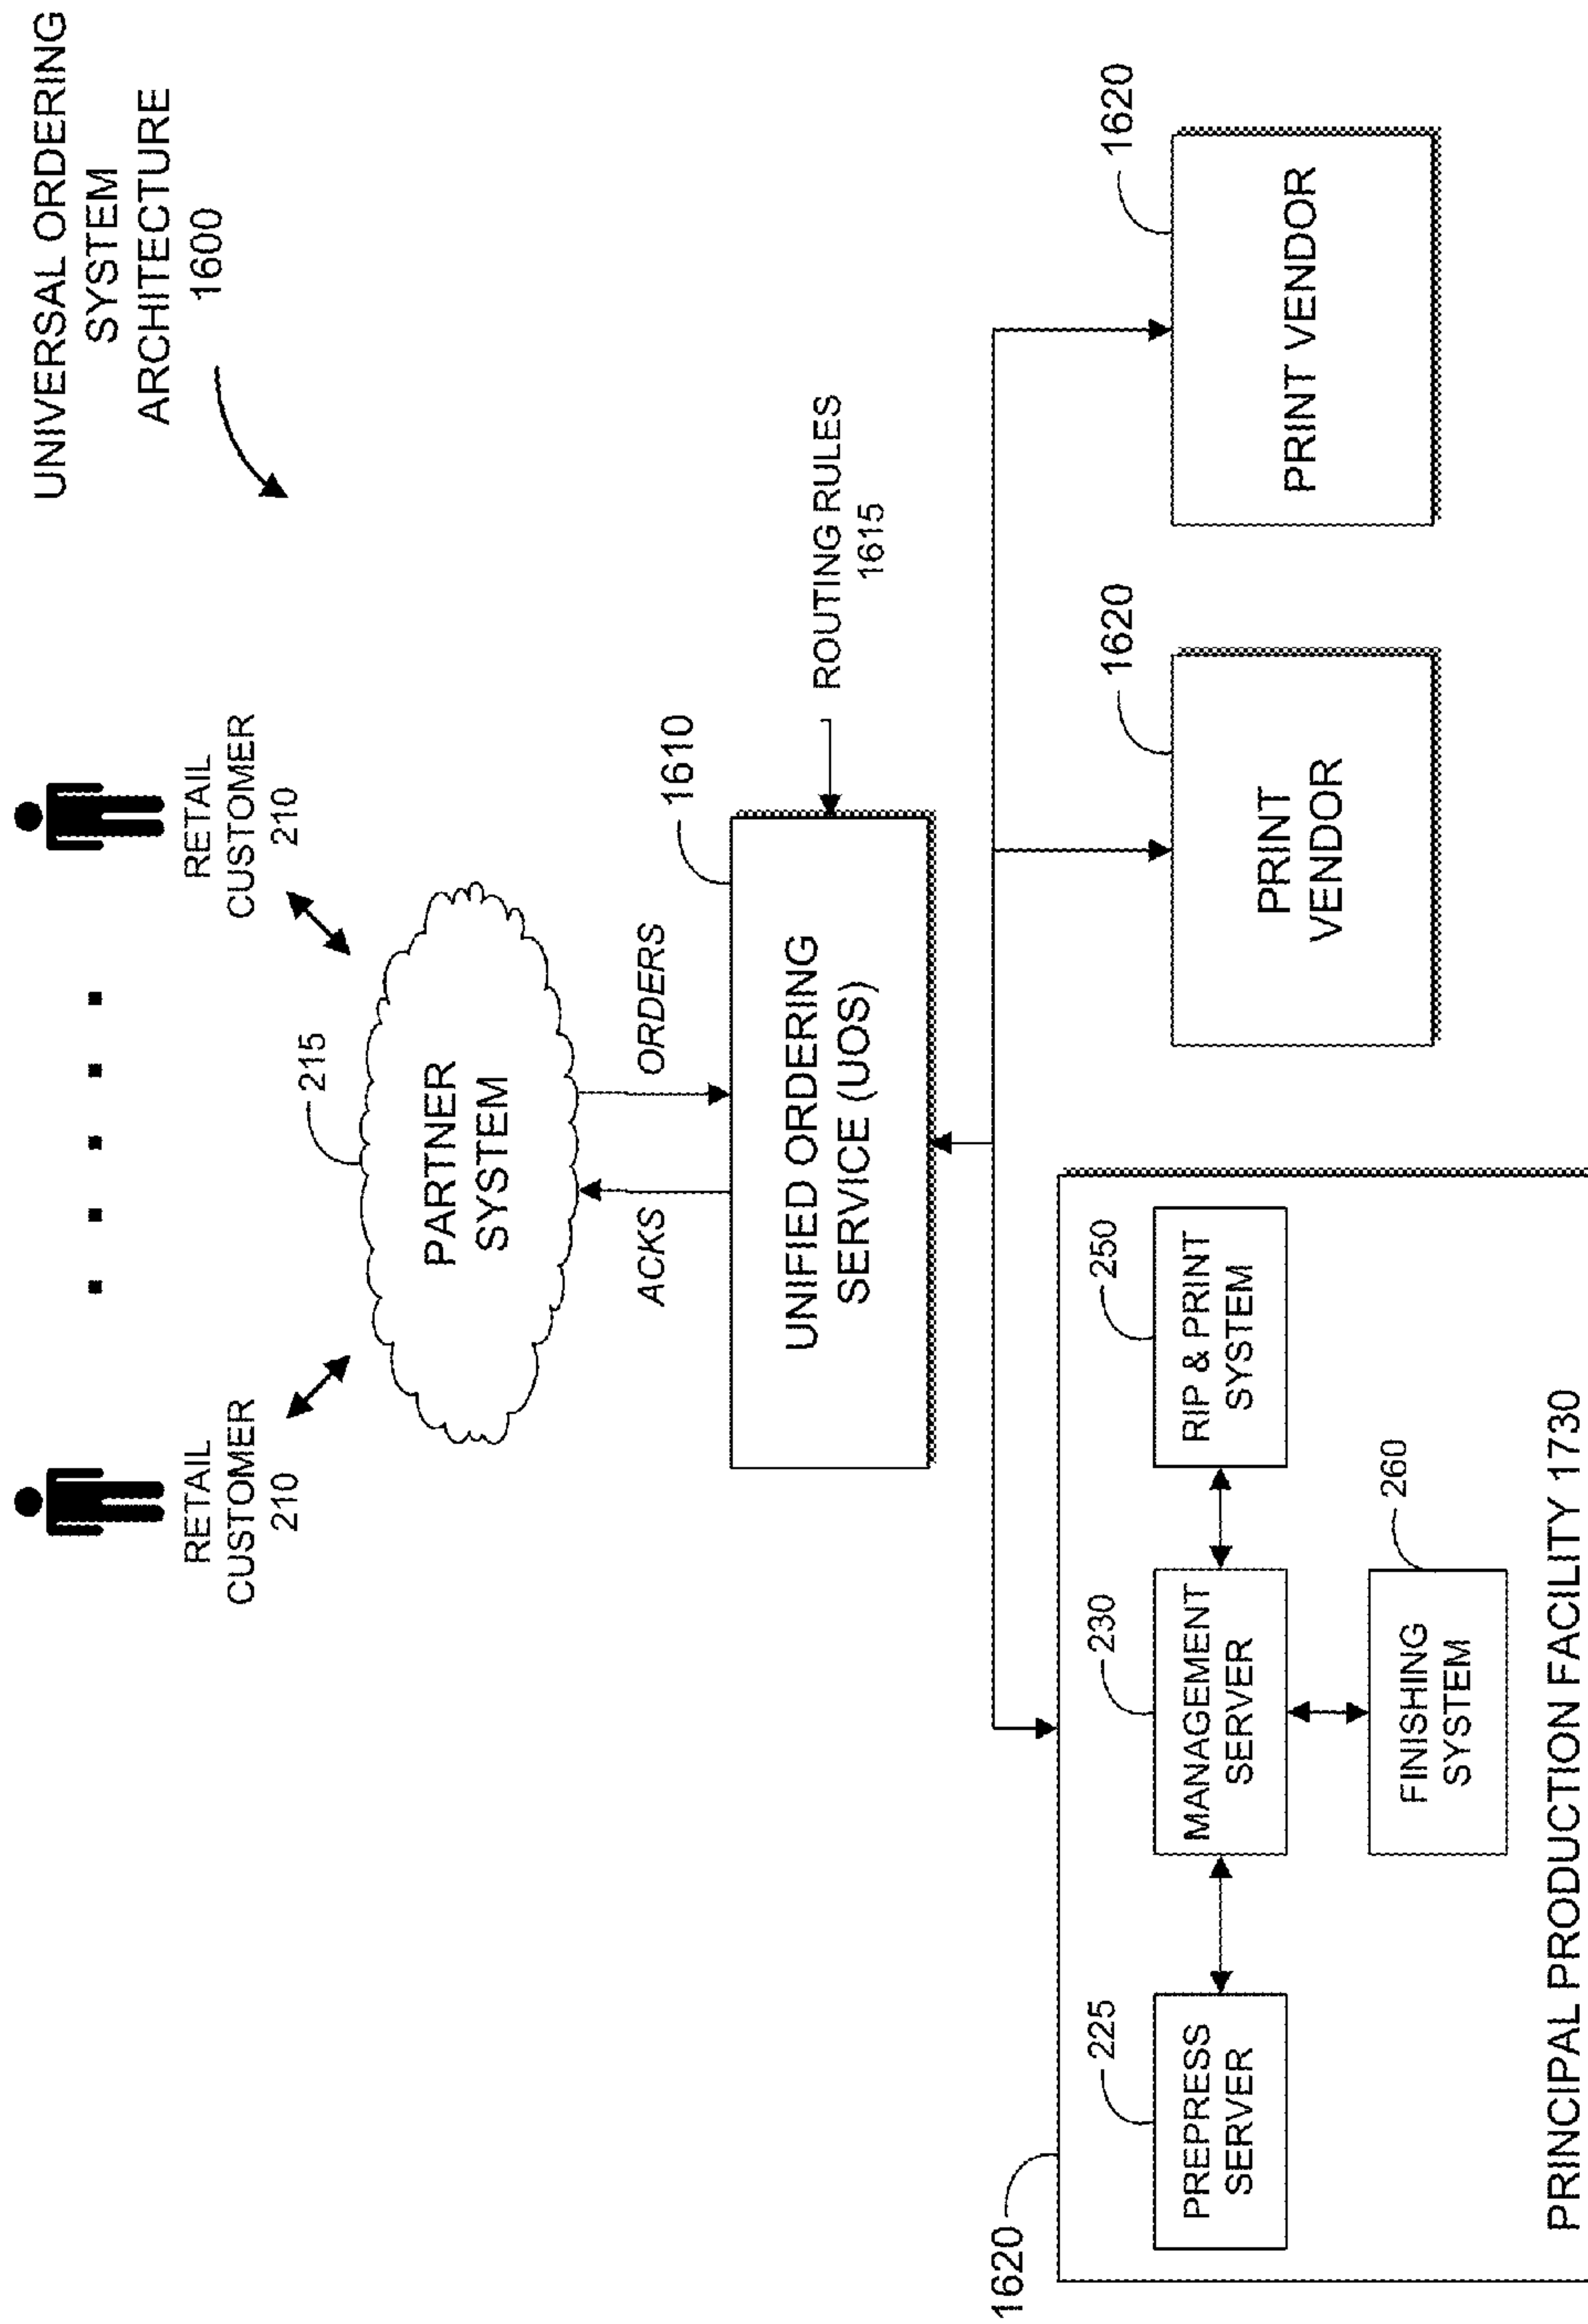 UNIVERSAL ORDERING
SYSTEM
ARCHITECTURE
1600
RETAIL
CUSTOMER
210
RETAIL
CUSTOMER
210
215
PARTNER
SYSTEM
ACKS
ORDERS
1610
UNIFIED ORDERING
SERVICE (UOS)
ROUTING RULES
1615
1620
225
PREPRESS
SERVER
230
MANAGEMENT
SERVER
250
RIP & PRINT
SYSTEM
260
FINISHING
SYSTEM
PRINCIPAL PRODUCTION FACILITY 1730
1620
PRINT
VENDOR
1620
PRINT VENDOR